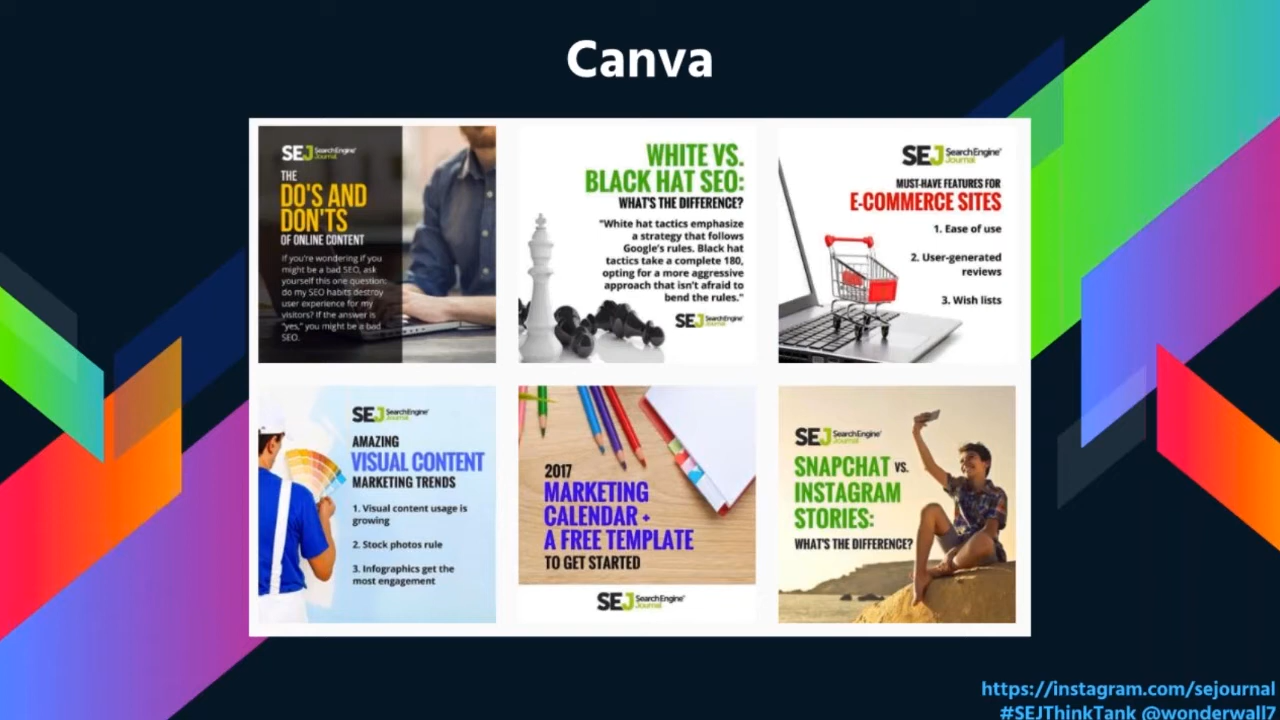 Canva
SEJ Search Engine Journal
THE
DO'S AND
DON'TS
OF ONLINE CONTENT
If you're wondering if you
might be a bad SEO, ask
yourself this one question:
do my SEO habits destroy
user experience for my
visitors? If the answer is
"yes," you might be a bad
SEO.
WHITE VS.
BLACK HAT SEO:
WHAT'S THE DIFFERENCE?
"White hat tactics emphasize
a strategy that follows
Google's rules. Black hat
tactics take a complete 180,
opting for a more aggressive
approach that isn't afraid to
bend the rules."
SEJ Search Engine Journal
SEJ Search Engine Journal
MUST-HAVE FEATURES FOR
E-COMMERCE SITES
1. Ease of use
2. User-generated
reviews
3. Wish lists
SEJ Search Engine Journal
AMAZING
VISUAL CONTENT
MARKETING TRENDS
1. Visual content usage is
growing
2. Stock photos rule
3. Infographics get the
most engagement
2017
MARKETING
CALENDAR +
A FREE TEMPLATE
TO GET STARTED
SEJ Search Engine Journal
SEJ Search Engine Journal
SNAPCHAT VS.
INSTAGRAM
STORIES:
WHAT'S THE DIFFERENCE?
https://instagram.com/sejournal
#SEJThinkTank @wonderwall7